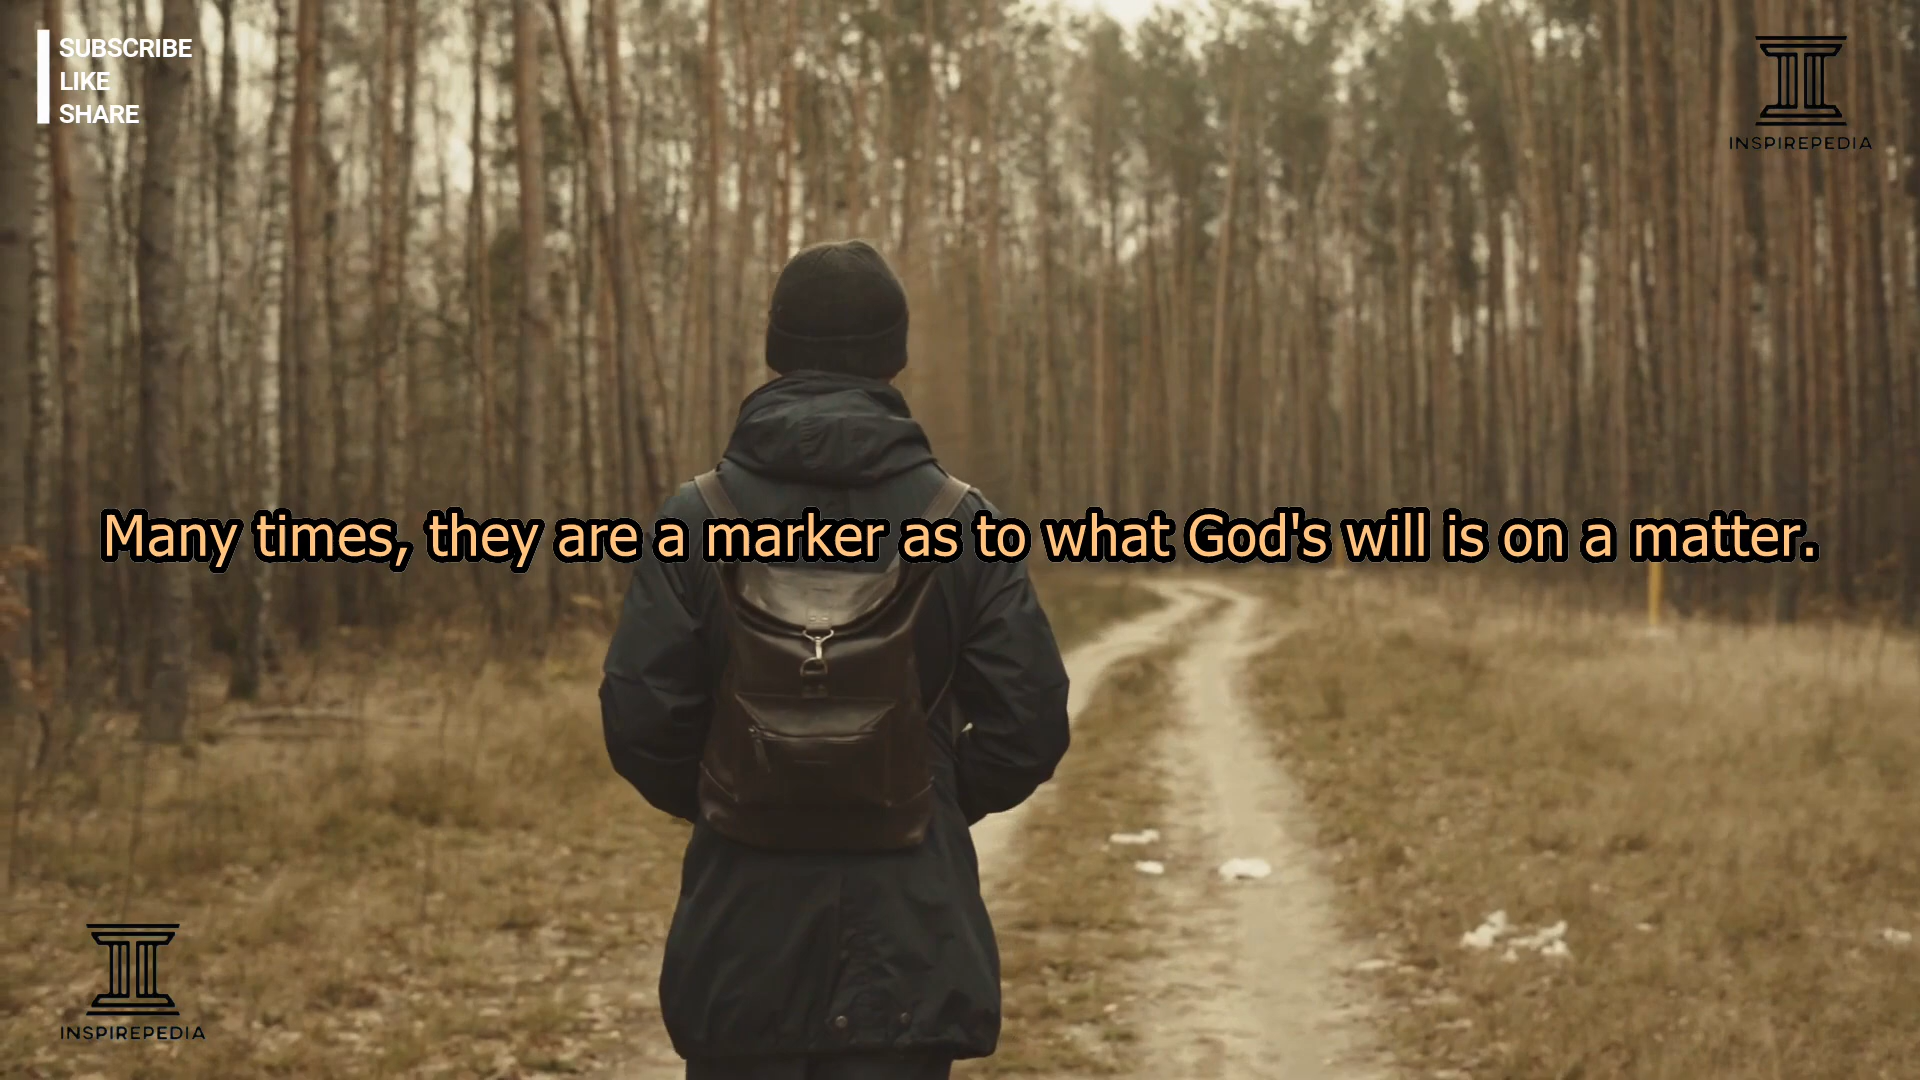 SUBSCRIBE
LIKE
SHARE
INSPIREPEDIA
Many times, they are a marker as to what God's will is on a matter.
INSPIREPEDIA